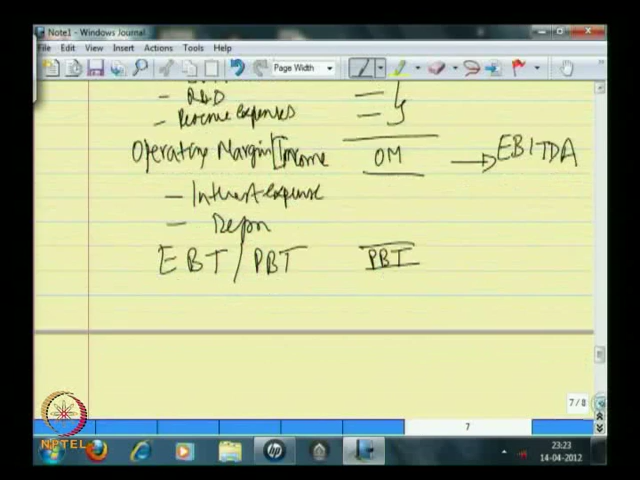 Note1 - Windows Journal
File Edit View Insert Actions Tools Help
Page Width
- R&D
- Revenue Expenses
Operating Margin [Income OM → EBITDA
- Interest expense
- Depn
EBT/PBT PBT
7 / 8
7
NPTEL
hp
23:23
14-04-2012